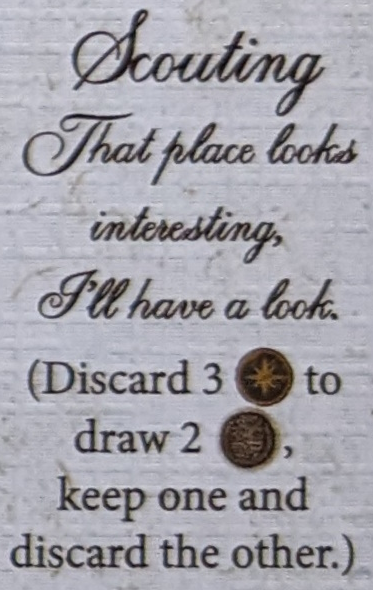 Scouting
That place looks
interesting,
I'll have a look.
(Discard 3 to
draw 2 ,
keep one and
discard the other.)